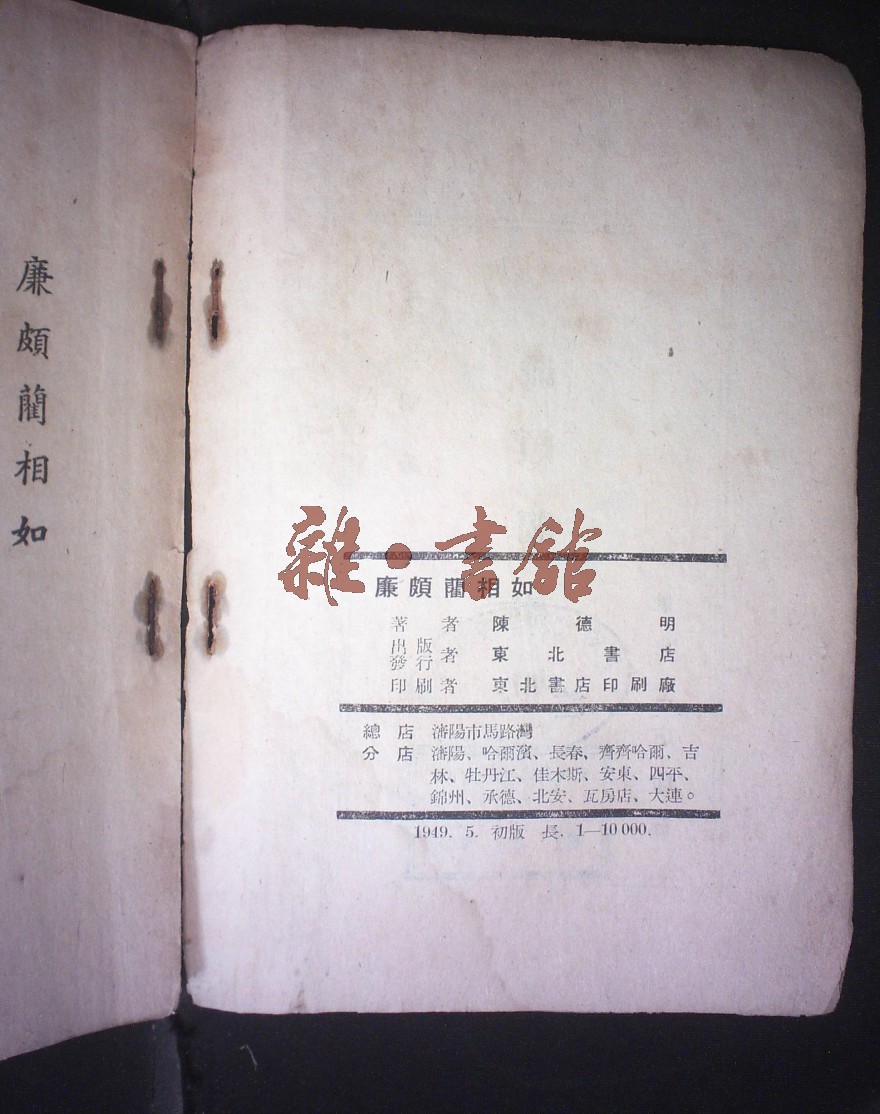 廉頗藺相如
雜·書館
廉頗藺相如
著者 陳德明
出版發行者 東北書店
印刷者 東北書店印刷廠
總店 瀋陽市馬路灣
分店 瀋陽、哈爾濱、長春、齊齊哈爾、吉
林、牡丹江、佳木斯、安東、四平、
錦州、承德、北安、瓦房店、大連。
1949. 5. 初版 長. 1—10000.